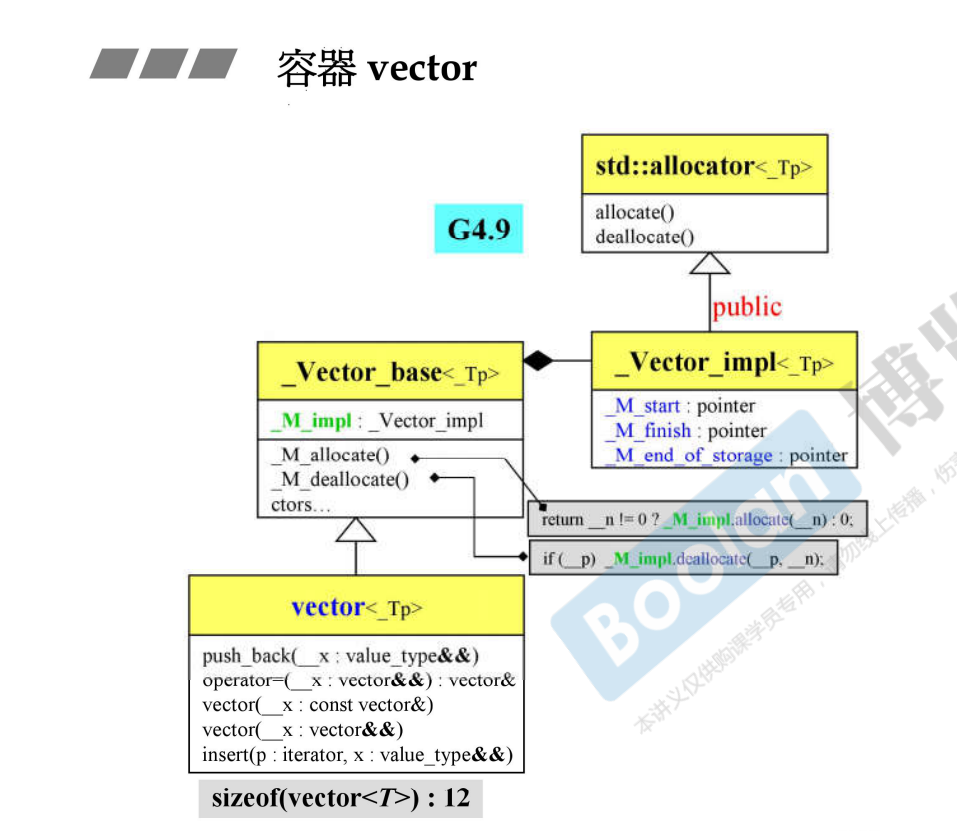 容器 vector
std::allocator<_Tp>
allocate()
deallocate()
G4.9
public
_Vector_base<_Tp>
_M_impl : _Vector_impl
_M_allocate()
_M_deallocate()
ctors…
_Vector_impl<_Tp>
_M_start : pointer
_M_finish : pointer
_M_end_of_storage : pointer
return __n != 0 ? _M_impl.allocate(__n) : 0;
if (__p) _M_impl.deallocate(__p, __n);
vector<_Tp>
push_back(__x : value_type&&)
operator=(__x : vector&&) : vector&
vector(__x : const vector&)
vector(__x : vector&&)
insert(p : iterator, x : value_type&&)
sizeof(vector<T>) : 12
Boolan
本讲义仅供购课学员专用，请勿线上传播，